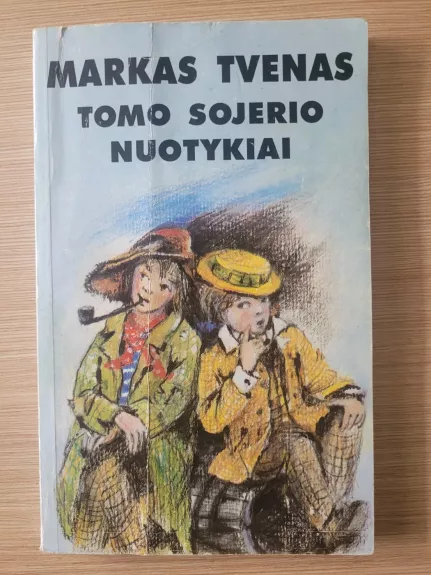 MARKAS TVENAS
TOMO SOJERIO
NUOTYKIAI